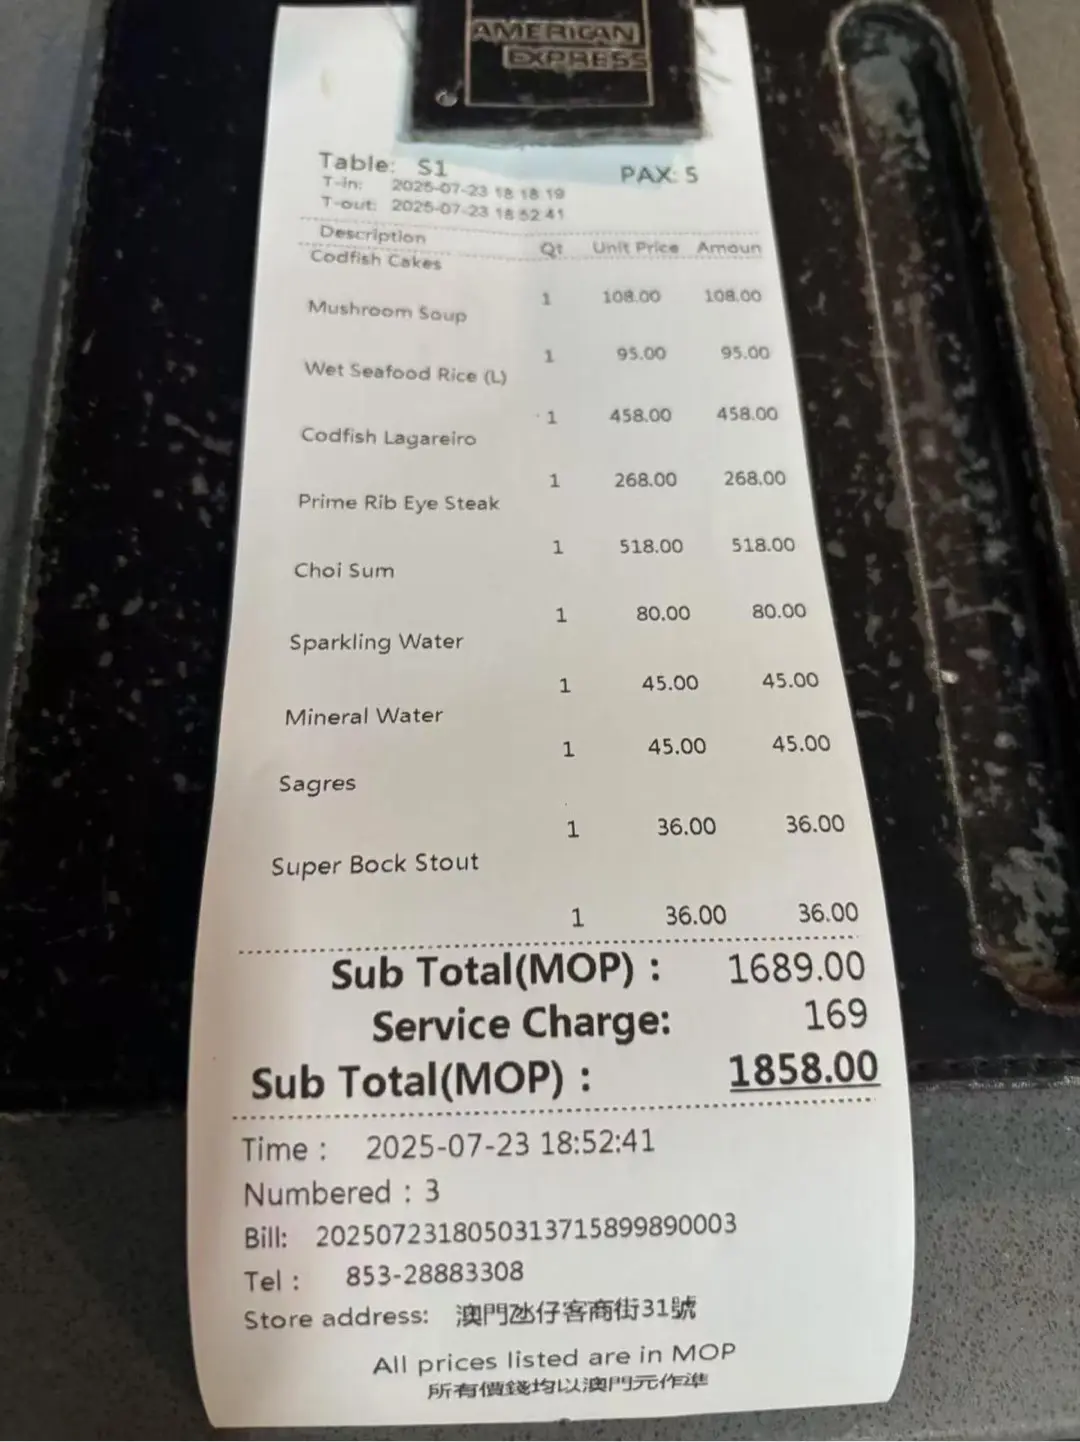 AMERICAN
EXPRESS
Table: S1 PAX: 5
T-in: 2025-07-23 18:18:19
T-out: 2025-07-23 18:52:41
Description Qt Unit Price Amoun
Codfish Cakes
1 108.00 108.00
Mushroom Soup
1 95.00 95.00
Wet Seafood Rice (L)
1 458.00 458.00
Codfish Lagareiro
1 268.00 268.00
Prime Rib Eye Steak
1 518.00 518.00
Choi Sum
1 80.00 80.00
Sparkling Water
1 45.00 45.00
Mineral Water
1 45.00 45.00
Sagres
1 36.00 36.00
Super Bock Stout
1 36.00 36.00
Sub Total(MOP) : 1689.00
Service Charge: 169
Sub Total(MOP) : 1858.00
Time : 2025-07-23 18:52:41
Numbered : 3
Bill: 2025072318050313715899890003
Tel : 853-28883308
Store address: 澳門氹仔客商街31號
All prices listed are in MOP
所有價錢均以澳門元作準